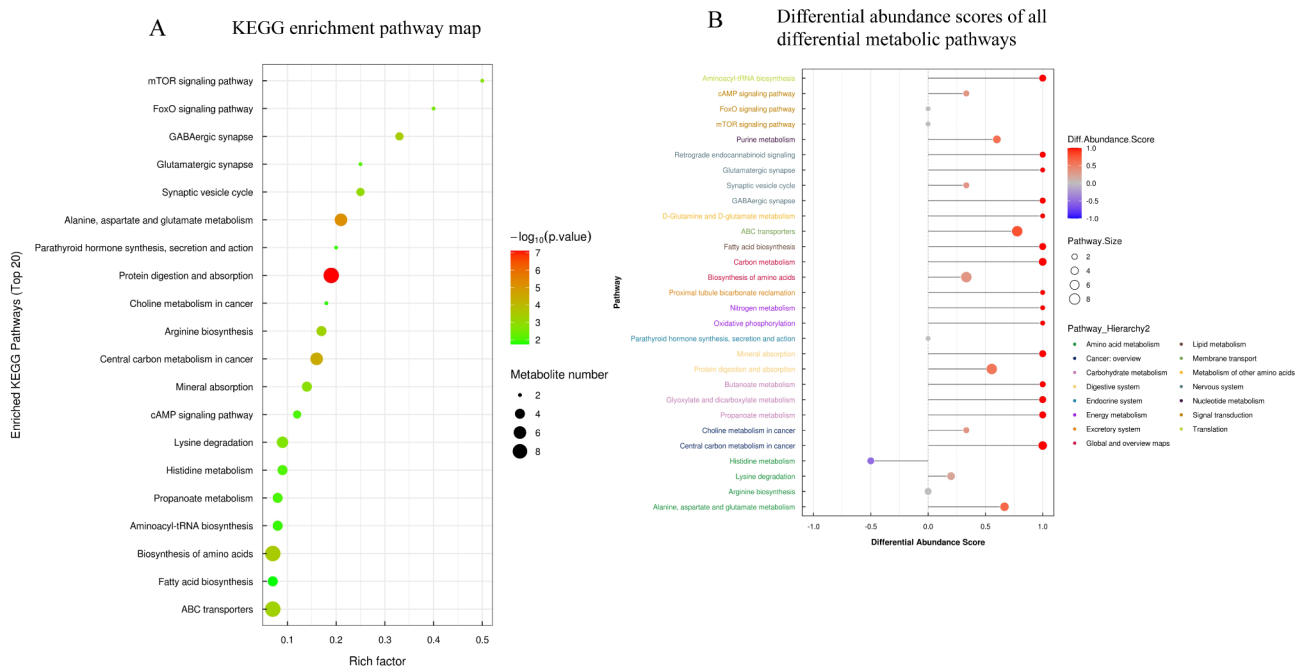 A
KEGG enrichment pathway map
Enriched KEGG Pathways (Top 20)
mTOR signaling pathway
FoxO signaling pathway
GABAergic synapse
Glutamatergic synapse
Synaptic vesicle cycle
Alanine, aspartate and glutamate metabolism
Parathyroid hormone synthesis, secretion and action
Protein digestion and absorption
Choline metabolism in cancer
Arginine biosynthesis
Central carbon metabolism in cancer
Mineral absorption
cAMP signaling pathway
Lysine degradation
Histidine metabolism
Propanoate metabolism
Aminoacyl-tRNA biosynthesis
Biosynthesis of amino acids
Fatty acid biosynthesis
ABC transporters
0.1 0.2 0.3 0.4 0.5
Rich factor
−log10(p.value)
7
6
5
4
3
2
Metabolite number
2
4
6
8
B
Differential abundance scores of all
differential metabolic pathways
Pathway
Aminoacyl-tRNA biosynthesis
cAMP signaling pathway
FoxO signaling pathway
mTOR signaling pathway
Purine metabolism
Retrograde endocannabinoid signaling
Glutamatergic synapse
Synaptic vesicle cycle
GABAergic synapse
D-Glutamine and D-glutamate metabolism
ABC transporters
Fatty acid biosynthesis
Carbon metabolism
Biosynthesis of amino acids
Proximal tubule bicarbonate reclamation
Nitrogen metabolism
Oxidative phosphorylation
Parathyroid hormone synthesis, secretion and action
Mineral absorption
Protein digestion and absorption
Butanoate metabolism
Glyoxylate and dicarboxylate metabolism
Propanoate metabolism
Choline metabolism in cancer
Central carbon metabolism in cancer
Histidine metabolism
Lysine degradation
Arginine biosynthesis
Alanine, aspartate and glutamate metabolism
-1.0 -0.5 0.0 0.5 1.0
Differential Abundance Score
Diff.Abundance.Score
1.0
0.5
0.0
-0.5
-1.0
Pathway.Size
2
4
6
8
Pathway_Hierarchy2
Amino acid metabolism
Cancer: overview
Carbohydrate metabolism
Digestive system
Endocrine system
Energy metabolism
Excretory system
Global and overview maps
Lipid metabolism
Membrane transport
Metabolism of other amino acids
Nervous system
Nucleotide metabolism
Signal transduction
Translation